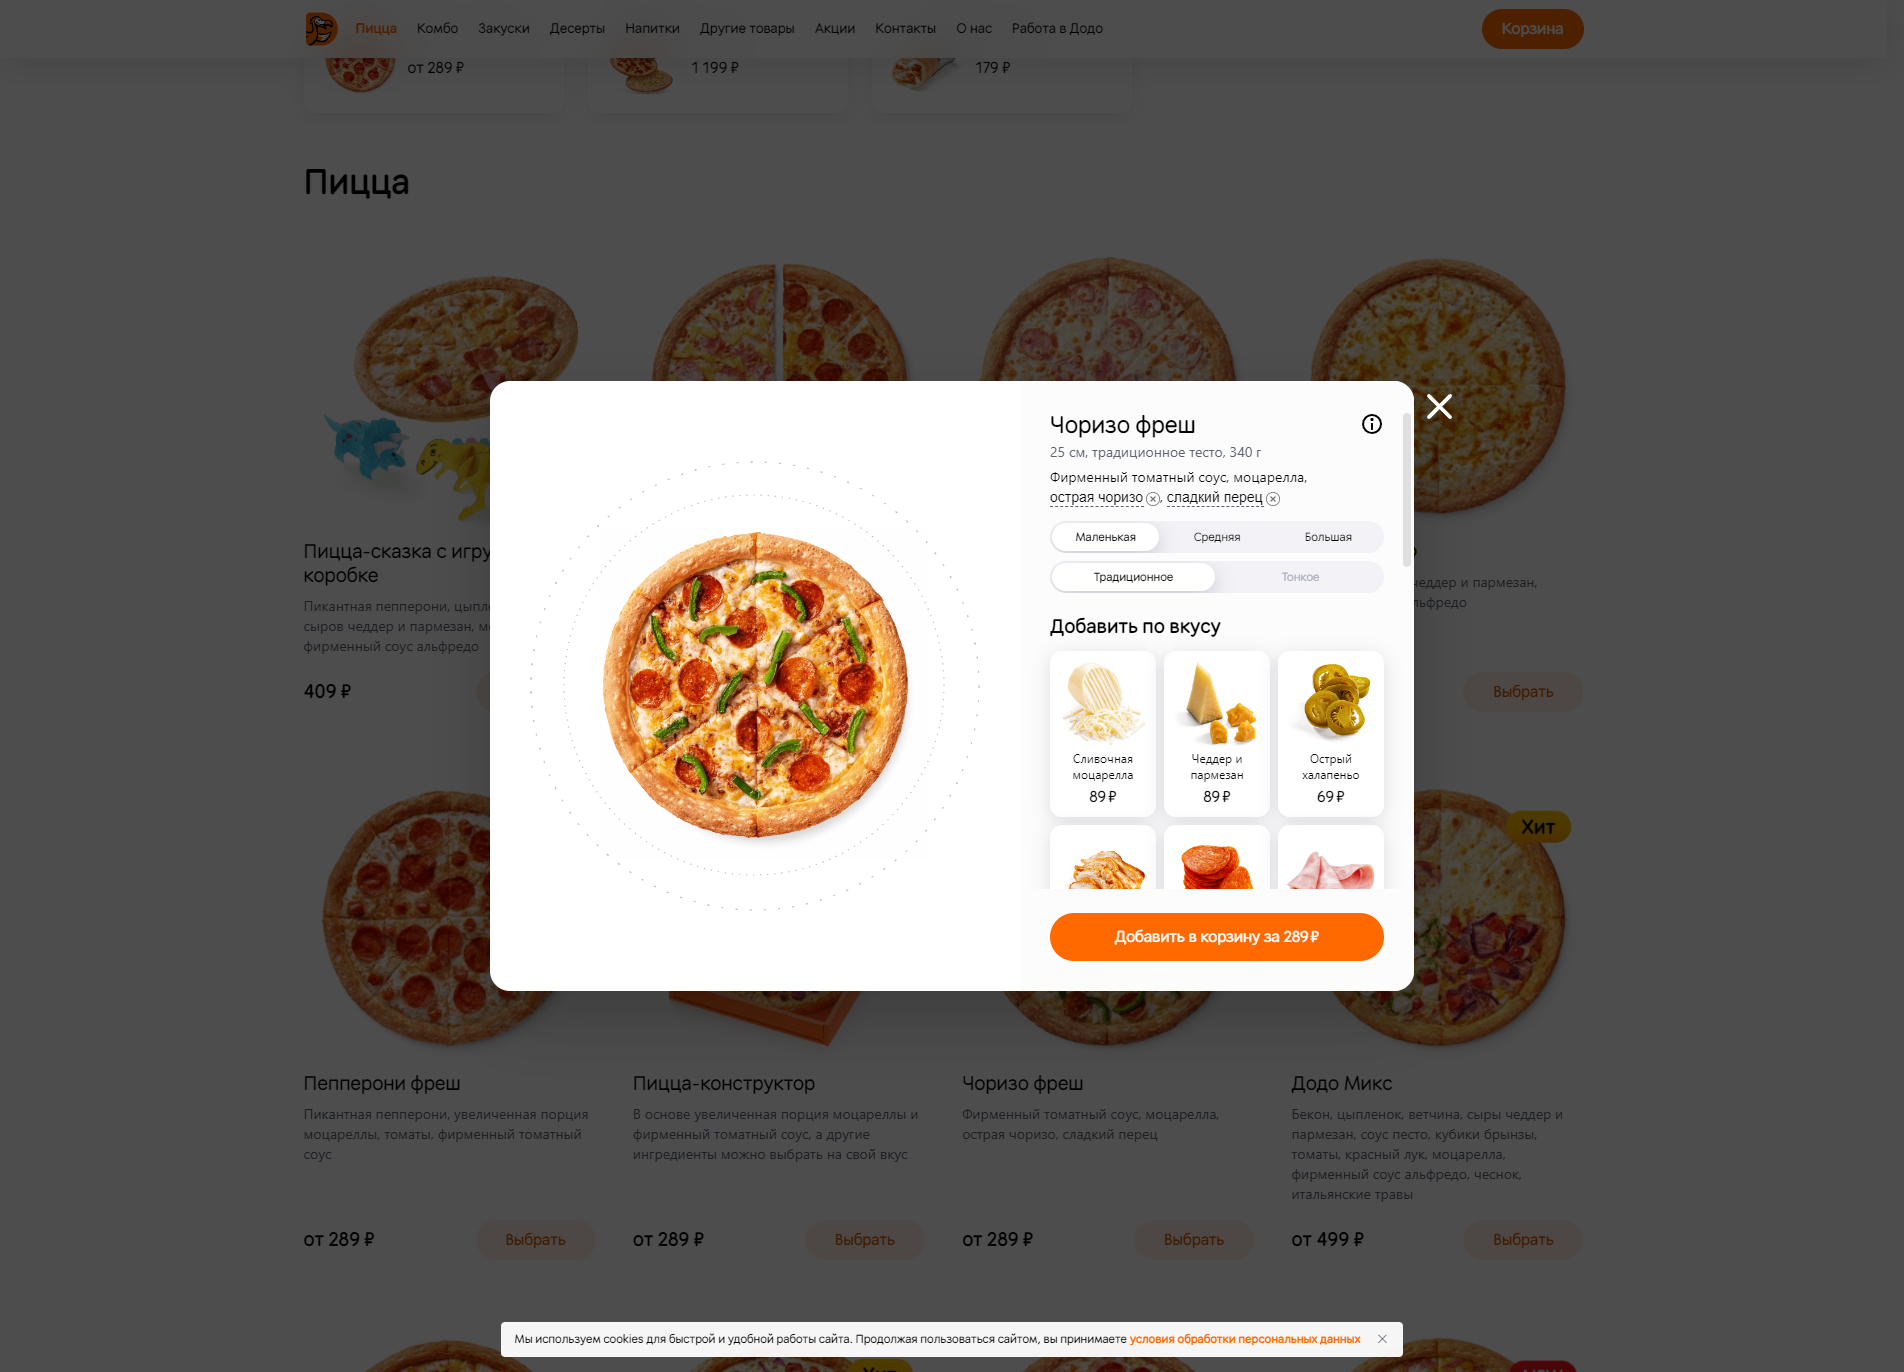 Пицца Комбо Закуски Десерты Напитки Другие товары Акции Контакты О нас Работа в Додо Корзина
от 289 ₽ 1 199 ₽ 179 ₽
Пицца
Чоризо фреш
25 см, традиционное тесто, 340 г
Фирменный томатный соус, моцарелла,
острая чоризо, сладкий перец
Маленькая Средняя Большая
Традиционное Тонкое
Добавить по вкусу
Сливочная
моцарелла
89 ₽
Чеддер и
пармезан
89 ₽
Острый
халапеньо
69 ₽
Добавить в корзину за 289 ₽
Пицца-сказка с игру
коробке
Пикантная пепперони, цыпл
сыров чеддер и пармезан, м
фирменный соус альфредо
409 ₽
чеддер и пармезан,
льфредо
Выбрать
Хит
Пепперони фреш
Пикантная пепперони, увеличенная порция
моцареллы, томаты, фирменный томатный
соус
от 289 ₽ Выбрать
Пицца-конструктор
В основе увеличенная порция моцареллы и
фирменный томатный соус, а другие
ингредиенты можно выбрать на свой вкус
от 289 ₽ Выбрать
Чоризо фреш
Фирменный томатный соус, моцарелла,
острая чоризо, сладкий перец
от 289 ₽ Выбрать
Додо Микс
Бекон, цыпленок, ветчина, сыры чеддер и
пармезан, соус песто, кубики брынзы,
томаты, красный лук, моцарелла,
фирменный соус альфредо, чеснок,
итальянские травы
от 499 ₽ Выбрать
Мы используем cookies для быстрой и удобной работы сайта. Продолжая пользоваться сайтом, вы принимаете условия обработки персональных данных
Хит
NEW